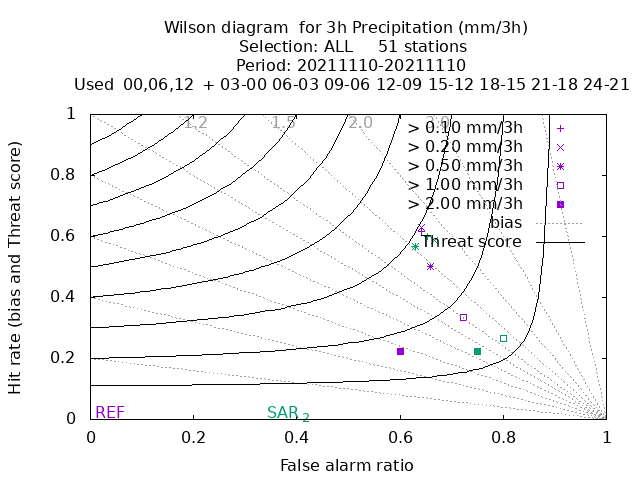 Wilson diagram  for 3h Precipitation (mm/3h)
Selection: ALL     51 stations
Period: 20211110-20211110
Used  00,06,12  + 03-00 06-03 09-06 12-09 15-12 18-15 21-18 24-21
1.2 1.5 2.0 3.0
> 0.10 mm/3h
> 0.20 mm/3h
> 0.50 mm/3h
> 1.00 mm/3h
> 2.00 mm/3h
bias
Threat score
Hit rate (bias and Threat score)
1
0.8
0.6
0.4
0.2
0
REF SAR 2
0 0.2 0.4 0.6 0.8 1
False alarm ratio